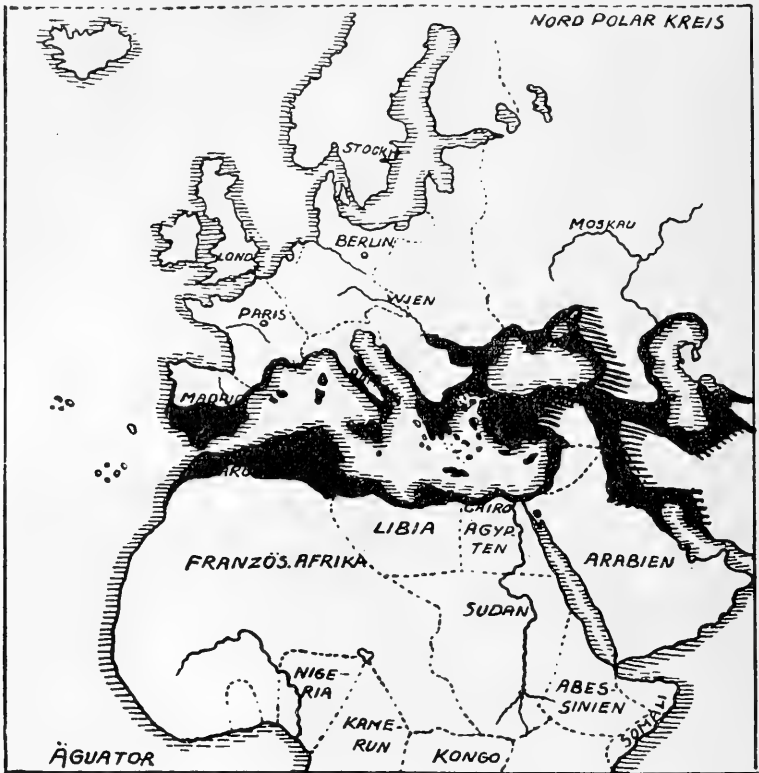 NORD POLAR KREIS
STOCKH
MOSKAU
BERLIN
LOND
WIEN
PARIS
MADRID
CAIRO
LIBIA
ÄGYP-
TEN
FRANZÖS. AFRIKA
ARABIEN
SUDAN
NIGE-
RIA
ABES-
SINIEN
SOMALI
KAME
RUN
KONGO
ÄGUATOR